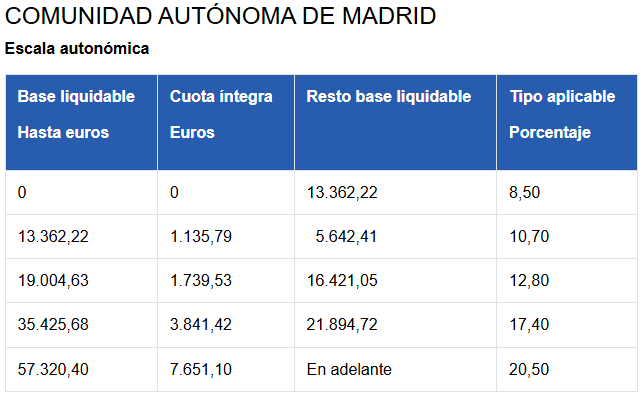 COMUNIDAD AUTÓNOMA DE MADRID
Escala autonómica
Base liquidable Cuota íntegra Resto base liquidable Tipo aplicable
Hasta euros Euros Porcentaje
0 0 13.362,22 8,50
13.362,22 1.135,79 5.642,41 10,70
19.004,63 1.739,53 16.421,05 12,80
35.425,68 3.841,42 21.894,72 17,40
57.320,40 7.651,10 En adelante 20,50